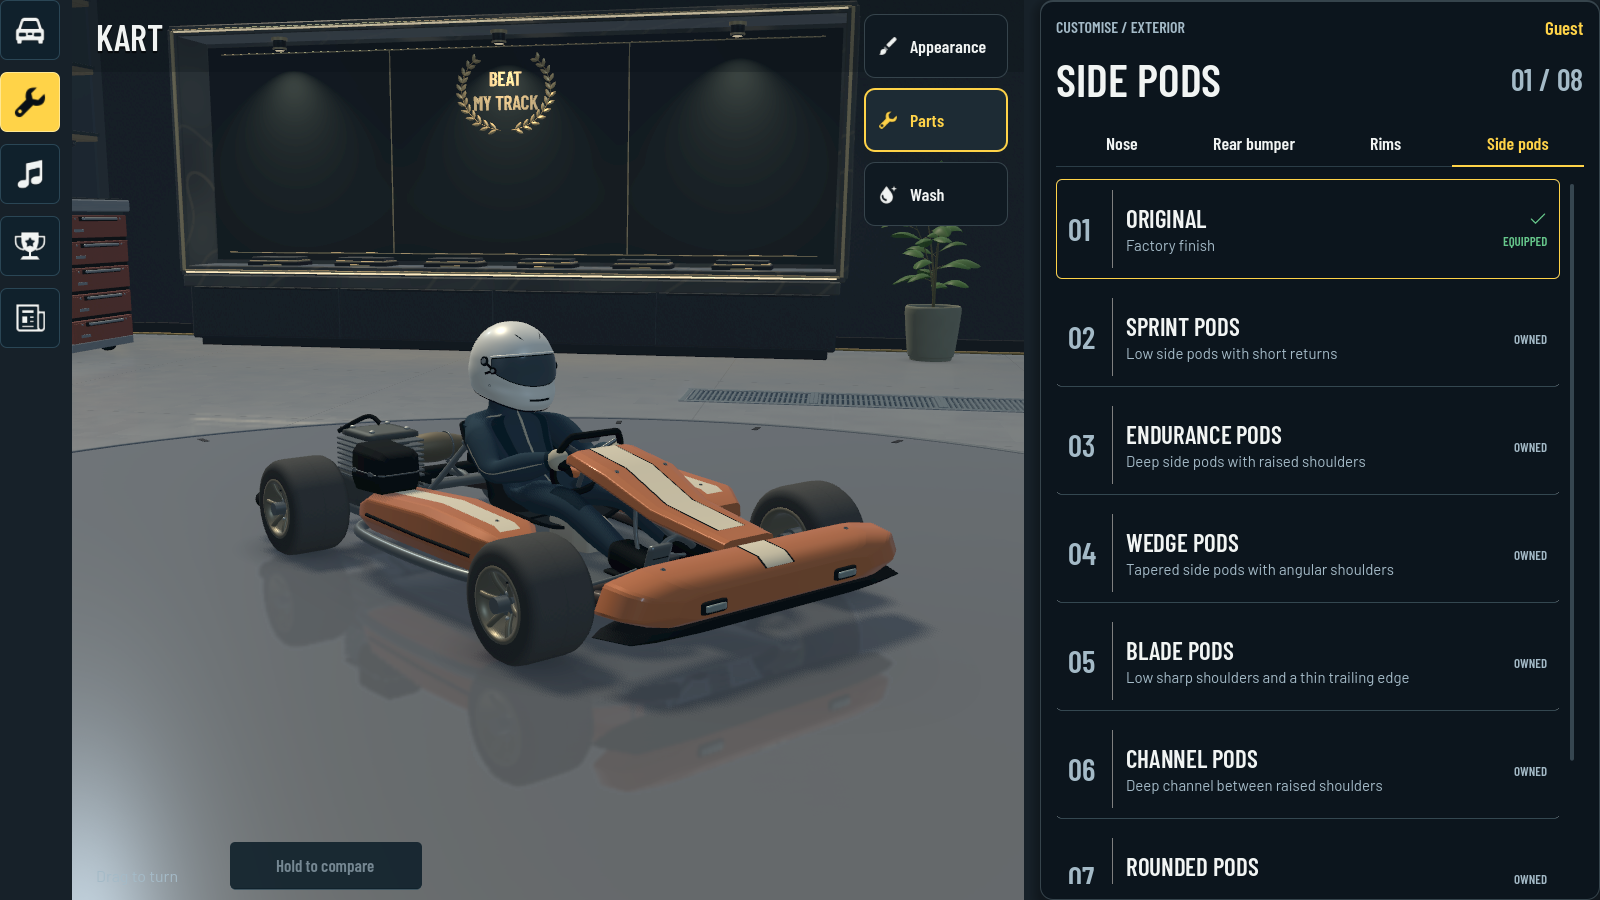 KART
BEAT
MY TRACK
Appearance
Parts
Wash
Hold to compare
to turn
CUSTOMISE / EXTERIOR
Guest
SIDE PODS
01 / 08
Nose
Rear bumper
Rims
Side pods
01
ORIGINAL
Factory finish
EQUIPPED
02
SPRINT PODS
Low side pods with short returns
OWNED
03
ENDURANCE PODS
Deep side pods with raised shoulders
OWNED
04
WEDGE PODS
Tapered side pods with angular shoulders
OWNED
05
BLADE PODS
Low sharp shoulders and a thin trailing edge
OWNED
06
CHANNEL PODS
Deep channel between raised shoulders
OWNED
07
ROUNDED PODS
OWNED